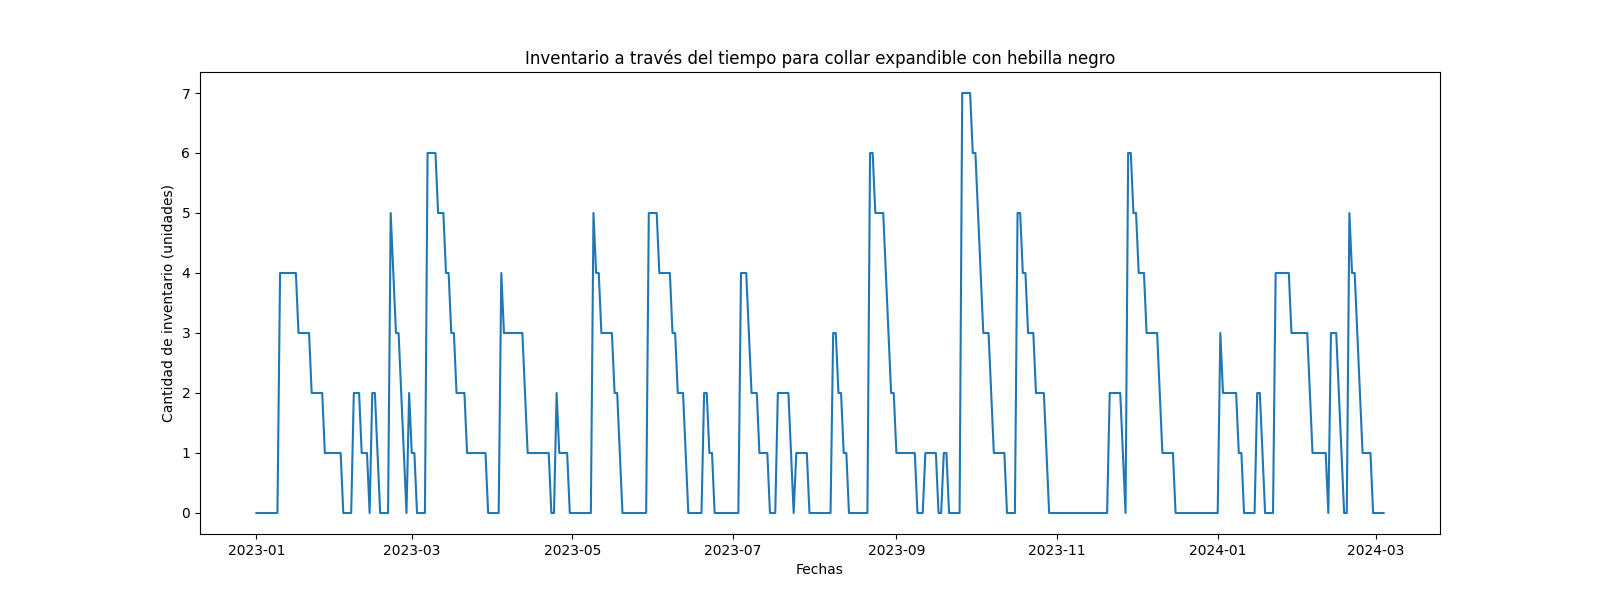 Inventario a través del tiempo para collar expandible con hebilla negro
Cantidad de inventario (unidades)
7
6
5
4
3
2
1
0
2023-01 2023-03 2023-05 2023-07 2023-09 2023-11 2024-01 2024-03
Fechas